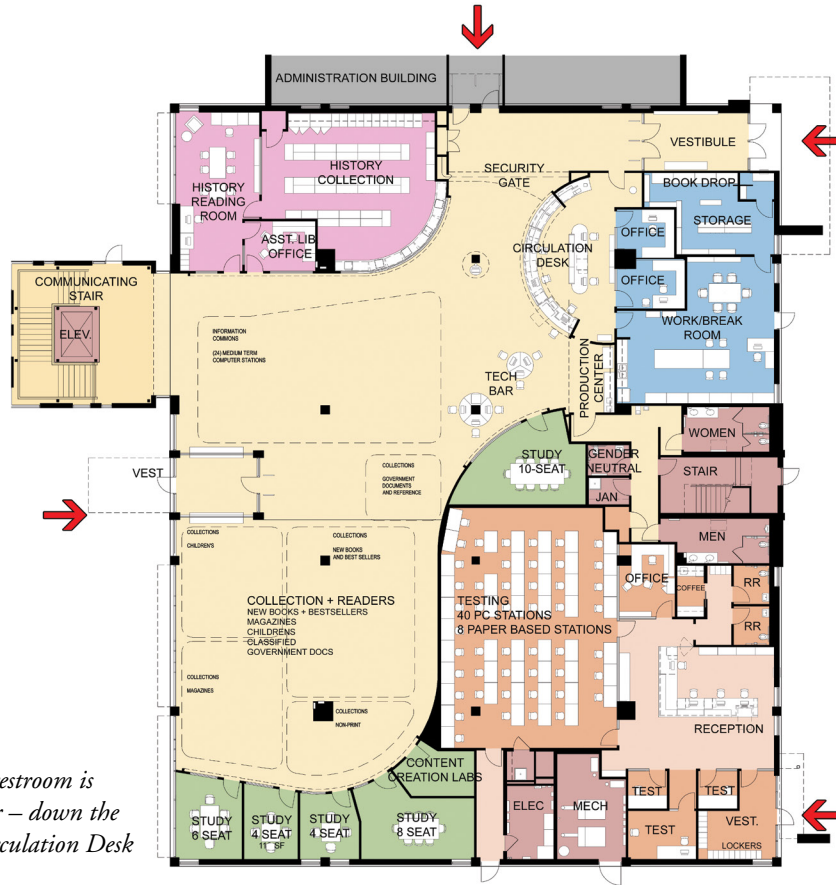 ADMINISTRATION BUILDING
VESTIBULE
SECURITY
GATE
HISTORY
COLLECTION
HISTORY
READING
ROOM
ASST. LIB
OFFICE
BOOK DROP
STORAGE
OFFICE
CIRCULATION
DESK
OFFICE
WORK/BREAK
ROOM
COMMUNICATING
STAIR
ELEV.
INFORMATION
COMMONS
(24) MEDIUM TERM
COMPUTER STATIONS
TECH
BAR
PRODUCTION
CENTER
WOMEN
STUDY
10-SEAT
GENDER
NEUTRAL
JAN
STAIR
MEN
VEST
COLLECTIONS
GOVERNMENT
DOCUMENTS
AND REFERENCE
COLLECTIONS
CHILDREN'S
COLLECTIONS
NEW BOOKS
AND BEST SELLERS
COLLECTION + READERS
NEW BOOKS + BESTSELLERS
MAGAZINES
CHILDRENS
CLASSIFIED
GOVERNMENT DOCS
TESTING
40 PC STATIONS
8 PAPER BASED STATIONS
OFFICE
COFFEE
RR
RR
COLLECTIONS
MAGAZINES
COLLECTIONS
NON-PRINT
RECEPTION
CONTENT
CREATION LABS
STUDY
6 SEAT
STUDY
4 SEAT
STUDY
4 SEAT
STUDY
8 SEAT
ELEC
MECH
TEST
TEST
TEST
VEST.
LOCKERS
estroom is
r – down the
rculation Desk